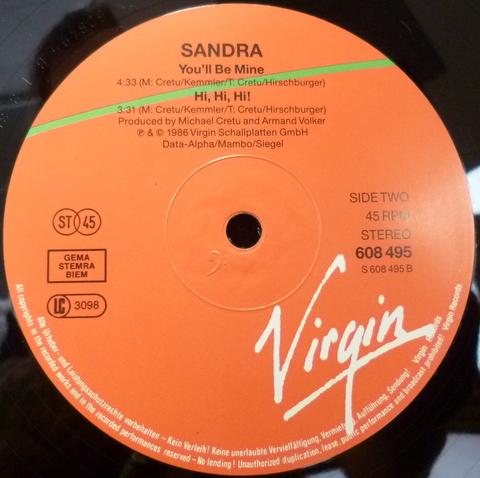 SANDRA
You'll Be Mine
4:33 (M: Cretu/Kemmler/T: Cretu/Hirschburger)
Hi, Hi, Hi!
3:31 (M: Cretu/Kemmler/T: Cretu/Hirschburger)
Produced by Michael Cretu and Armand Volker
℗ & © 1986 Virgin Schallplatten GmbH
Data-Alpha/Mambo/Siegel
SIDE TWO
45 RPM
STEREO
608 495
S 608 495 B
ST 45
GEMA
STEMRA
BIEM
LC 3098
Virgin
Alle Urheber- und Leistungsschutzrechte vorbehalten – Kein Verleih! Keine unerlaubte Vervielfältigung, Vermietung, Aufführung, Sendung! Virgin Records
All copyrights in the recorded works and in the recorded performances reserved – No lending! Unauthorized duplication, lease, public performance and broadcast prohibited! Virgin Records